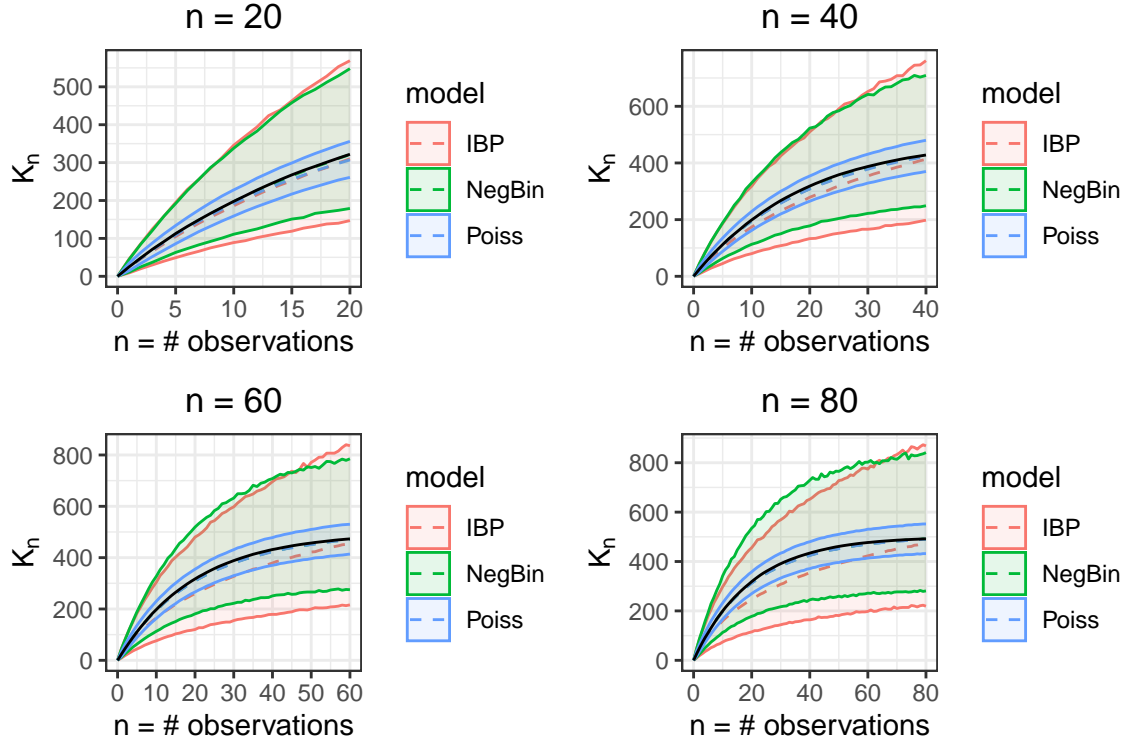 n = 20
500
400
300
200
100
0
K_n
0 5 10 15 20
n = # observations
model
IBP
NegBin
Poiss
n = 40
600
400
200
0
K_n
0 10 20 30 40
n = # observations
model
IBP
NegBin
Poiss
n = 60
800
600
400
200
0
K_n
0 10 20 30 40 50 60
n = # observations
model
IBP
NegBin
Poiss
n = 80
800
600
400
200
0
K_n
0 20 40 60 80
n = # observations
model
IBP
NegBin
Poiss